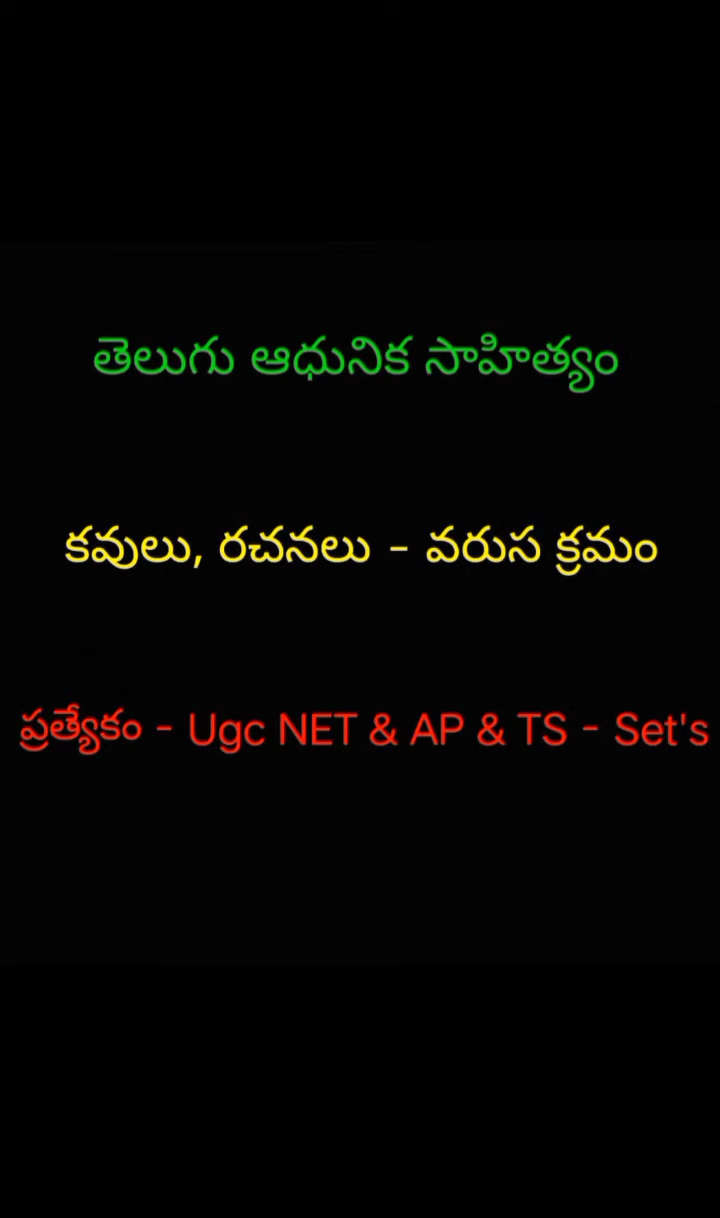 తెలుగు ఆధునిక సాహిత్యం
కవులు, రచనలు - వరుస క్రమం
ప్రత్యేకం - Ugc NET & AP & TS - Set's